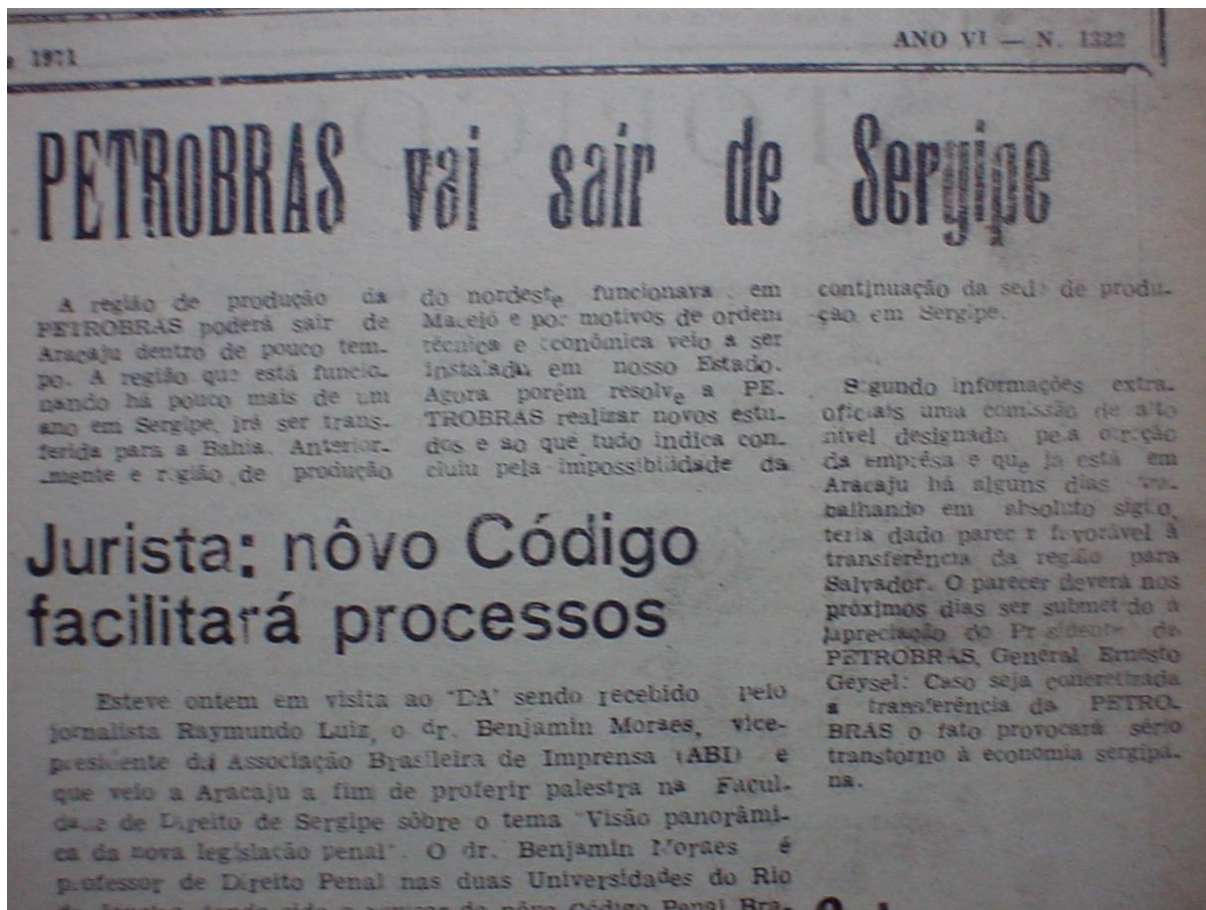 1971
ANO VI — N. 1322
PETROBRAS vai sair de Sergipe
A região de produção da
PETROBRAS poderá sair de
Aracaju dentro de pouco tem-
po. A região que está funcio-
nando há pouco mais de um
ano em Sergipe, irá ser trans-
ferida para a Bahia. Anterior-
mente e r.gião de produção
do nordeste funcionava em
Maceió e por motivos de ordem
técnica e econômica veio a ser
instalada em nosso Estado.
Agora porém resolve a PE-
TROBRAS realizar novos estu-
dos e ao que tudo indica con-
cluiu pela impossibilidade da
continuação da sede de produ-
ção em Sergipe.
Segundo informações extra-
oficiais uma comissão de alto
nível designada pela direção
da emprêsa e que ja está em
Aracaju há alguns dias
balhando em absoluto sigilo,
teria dado parecer favorável à
transferência da região para
Salvador. O parecer deverá nos
próximos dias ser submetido à
apreciação do Presidente da
PETROBRAS, General Ernesto
Geysel: Caso seja concretizada
a transferência da PETRO-
BRAS o fato provocará sério
transtorno à economia sergipa-
na.
Jurista: nôvo Código
facilitará processos
Esteve ontem em visita ao "DA" sendo recebido pelo
jornalista Raymundo Luiz, o dr. Benjamin Moraes, vice-
presidente da Associação Brasileira de Imprensa (ABI) e
que veio a Aracaju a fim de proferir palestra na Facul-
dade de Direito de Sergipe sôbre o tema "Visão panorâmi-
ca da nova legislação penal". O dr. Benjamin Moraes é
professor de Direito Penal nas duas Universidades do Rio
de Janeiro, tendo sido o do nôvo Código Penal Bra-